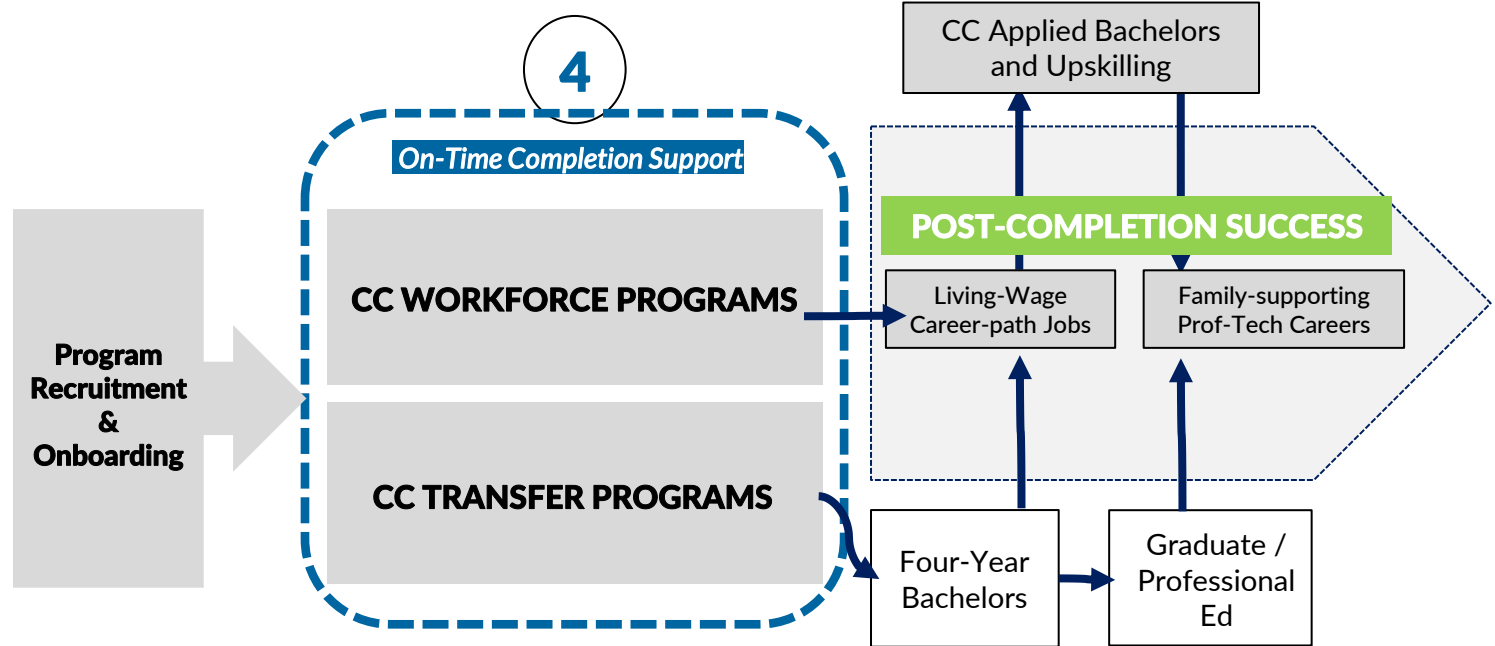 4
On-Time Completion Support
Program
Recruitment
&
Onboarding
CC WORKFORCE PROGRAMS
CC TRANSFER PROGRAMS
CC Applied Bachelors
and Upskilling
POST-COMPLETION SUCCESS
Living-Wage
Career-path Jobs
Family-supporting
Prof-Tech Careers
Four-Year
Bachelors
Graduate /
Professional
Ed